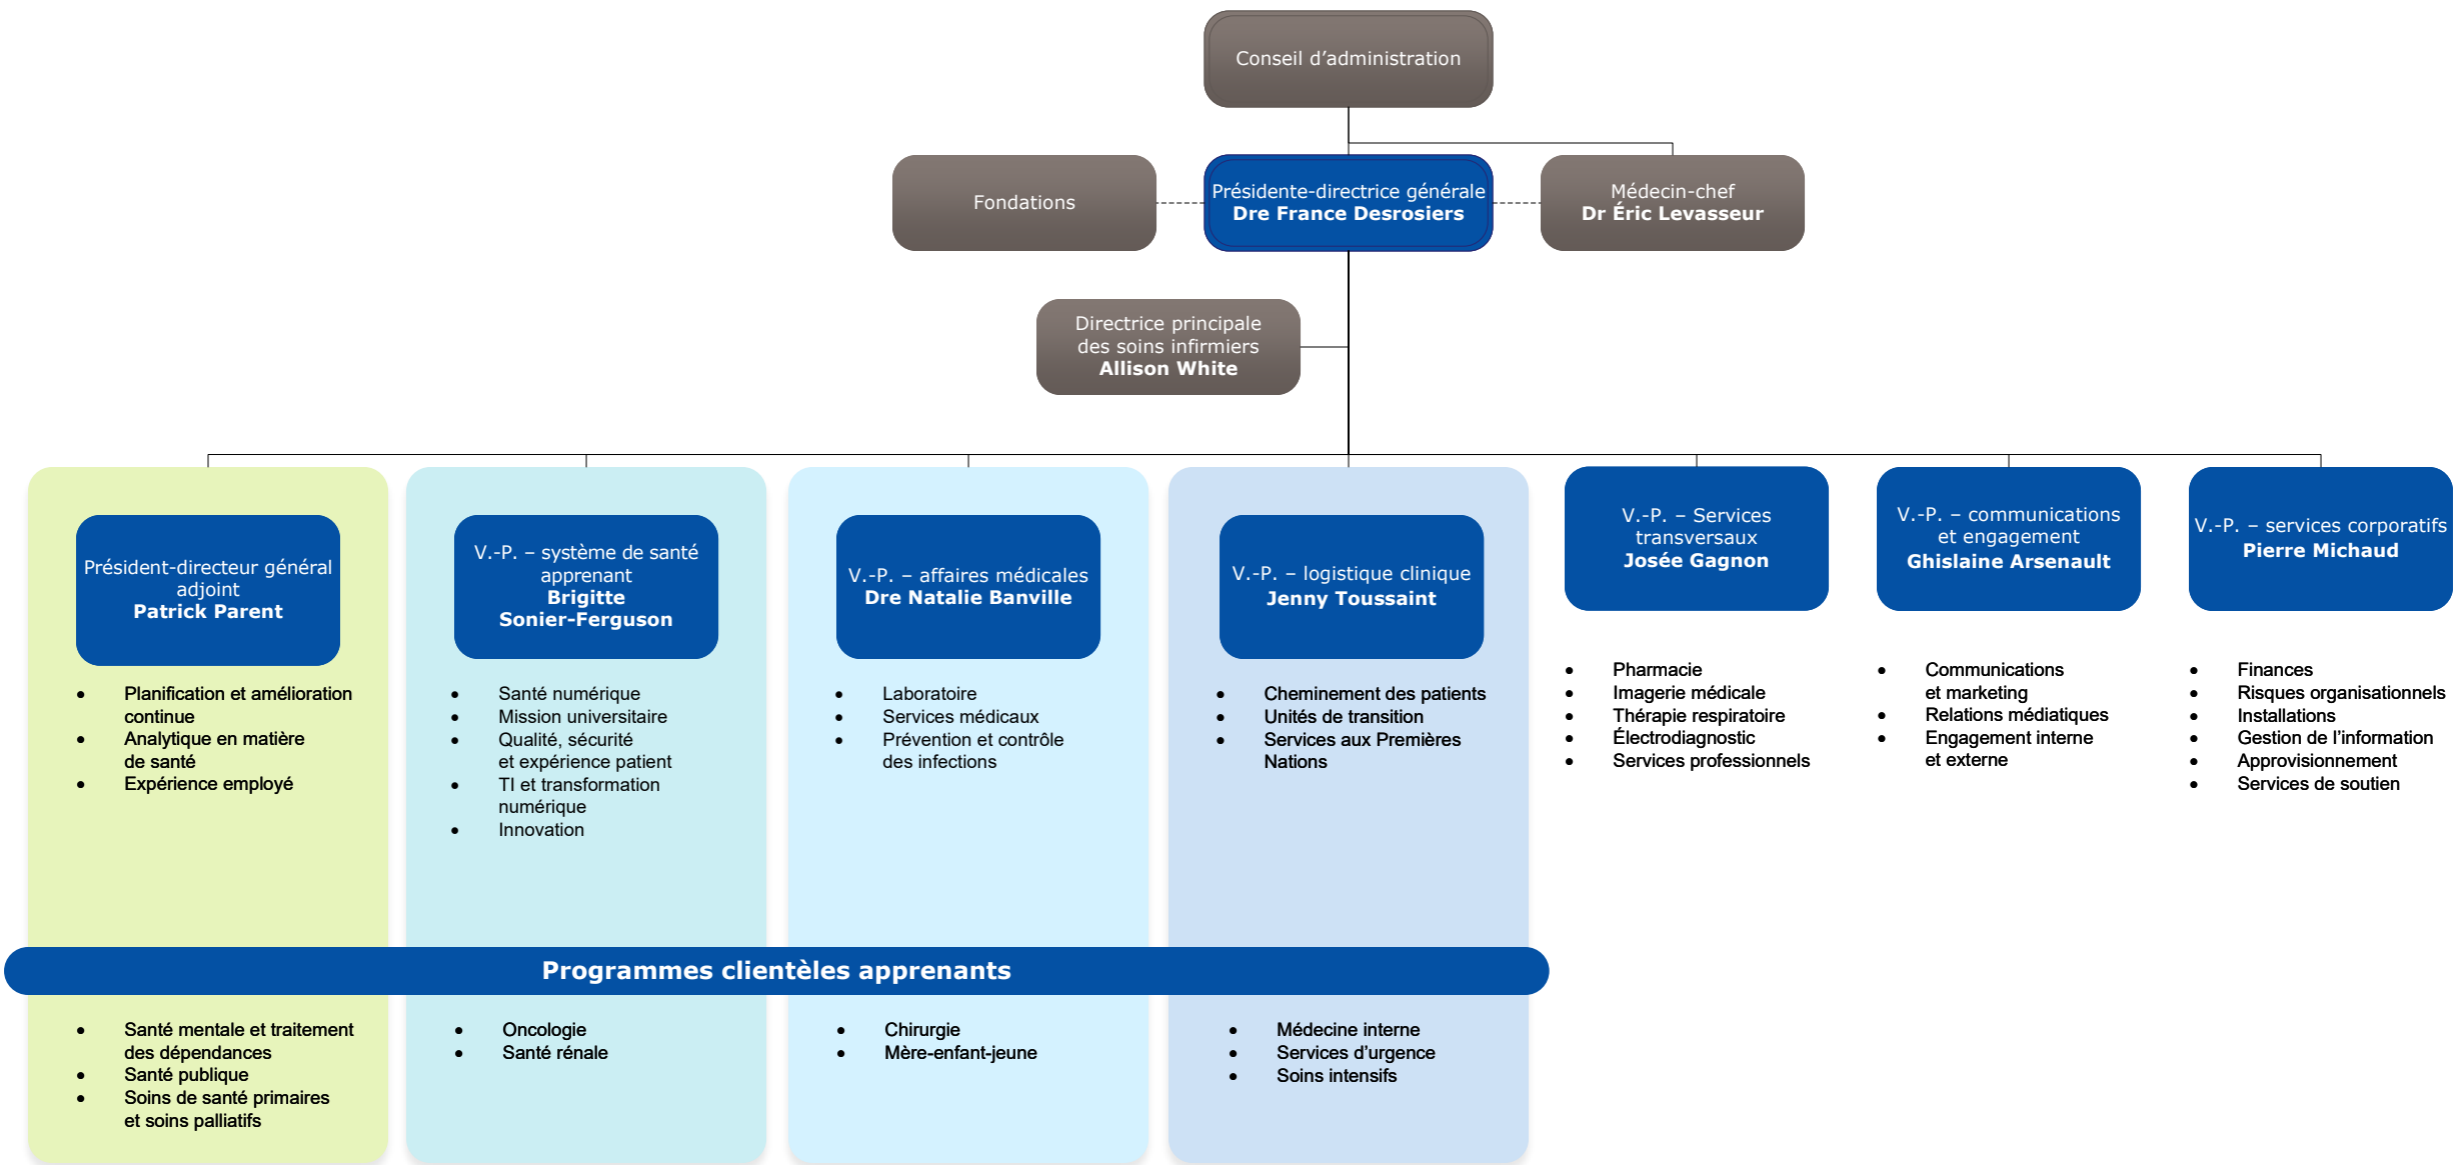 Conseil d’administration
Fondations
Présidente-directrice générale
Dre France Desrosiers
Médecin-chef
Dr Éric Levasseur
Directrice principale
des soins infirmiers
Allison White
Président-directeur général
adjoint
Patrick Parent
• Planification et amélioration
continue
• Analytique en matière
de santé
• Expérience employé
V.-P. – système de santé
apprenant
Brigitte
Sonier-Ferguson
• Santé numérique
• Mission universitaire
• Qualité, sécurité
et expérience patient
• TI et transformation
numérique
• Innovation
V.-P. – affaires médicales
Dre Natalie Banville
• Laboratoire
• Services médicaux
• Prévention et contrôle
des infections
V.-P. – logistique clinique
Jenny Toussaint
• Cheminement des patients
• Unités de transition
• Services aux Premières
Nations
V.-P. – Services
transversaux
Josée Gagnon
• Pharmacie
• Imagerie médicale
• Thérapie respiratoire
• Électrodiagnostic
• Services professionnels
V.-P. – communications
et engagement
Ghislaine Arsenault
• Communications
et marketing
• Relations médiatiques
• Engagement interne
et externe
V.-P. – services corporatifs
Pierre Michaud
• Finances
• Risques organisationnels
• Installations
• Gestion de l’information
• Approvisionnement
• Services de soutien
Programmes clientèles apprenants
• Santé mentale et traitement
des dépendances
• Santé publique
• Soins de santé primaires
et soins palliatifs
• Oncologie
• Santé rénale
• Chirurgie
• Mère-enfant-jeune
• Médecine interne
• Services d’urgence
• Soins intensifs